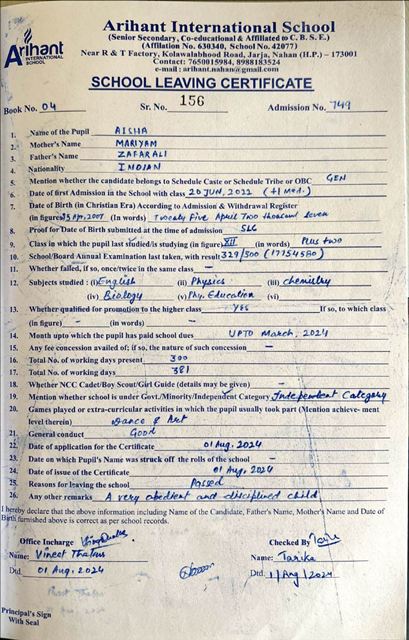 Arihant International School
(Senior Secondary, Co-educational & Affiliated to C. B. S. E.)
(Affilation No. 630340, School No. 42077)
Near R & T Factory, Kolawalabhood Road, Jarja, Nahan (H.P.) – 173001
Contact: 7650015984, 8988183524
e-mail : arihant.nahan@gmail.com
Arihant
INTERNATIONAL
SCHOOL
SCHOOL LEAVING CERTIFICATE
Book No. 04 Sr. No. 156 Admission No. 749
1. Name of the Pupil AISHA
2. Mother's Name MARIYAM
3. Father's Name ZAFAR ALI
4. Nationality INDIAN
5. Mention whether the candidate belongs to Schedule Caste or Schedule Tribe or OBC GEN
6. Date of first Admission in the School with class 20 JUN, 2022 (+1 Med.)
7. Date of Birth (in Christian Era) According to Admission & Withdrawal Register
(in figures) 25 Apr, 2007 (In words) Twenty Five April Two thousand seven
8. Proof for Date of Birth submitted at the time of admission SLC
9. Class in which the pupil last studied/is studying (in figure) XII (in words) Plus two
10. School/Board Annual Examination last taken, with result 329/500 (17754580)
11. Whether failed, if so, once/twice in the same class –
12. Subjects studied : (i) English (ii) Physics (iii) chemistry
(iv) Biology (v) Phy. Education (vi)
13. Whether qualified for promotion to the higher class YES If so, to which class
(in figure) – (in words) –
14. Month upto which the pupil has paid school dues UPTO March, 2024
15. Any fee concession availed of; if so, the nature of such concession –
16. Total No. of working days present 300
17. Total No. of working days 381
18. Whether NCC Cadet/Boy Scout/Girl Guide (details may be given) –
19. Mention whether school is under Govt./Minority/Independent Category Independent Category
20. Games played or extra-curricular activities in which the pupil usually took part (Mention achieve- ment
level therein) Dance & Art
21. General conduct Good
22. Date of application for the Certificate 01 Aug. 2024
23. Date on which Pupil's Name was struck off the rolls of the school –
24. Date of issue of the Certificate 01 Aug. 2024
25. Reasons for leaving the school Passed
26. Any other remarks A very obedient and disciplined child
I hereby declare that the above information including Name of the Candidate, Father's Name, Mother's Name and Date of
Birth furnished above is correct as per school records.
Office Incharge Checked By
Name: Vineet Name: Tarika
Dtd. 01 Aug. 2024 Dtd. 1/Aug/2024
Principal's Sign
With Seal